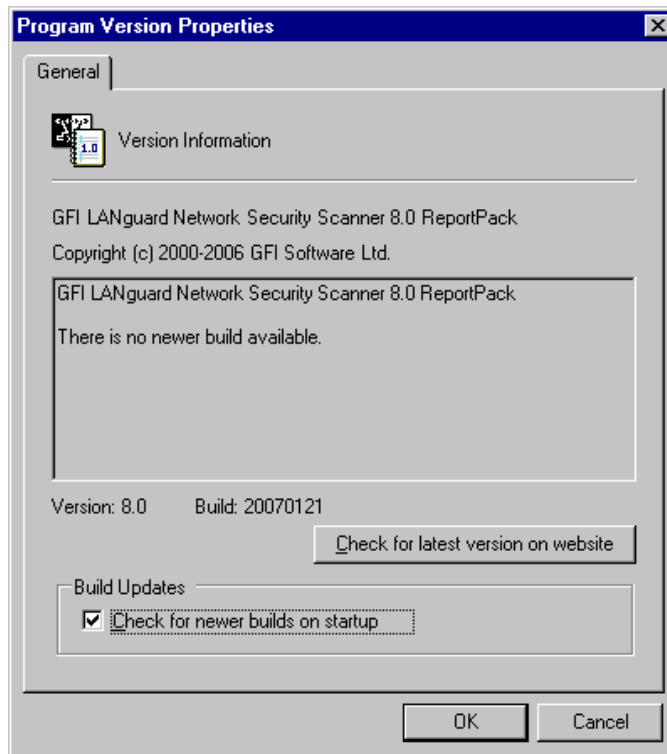 Program Version Properties
General
1.0
Version Information
GFI LANguard Network Security Scanner 8.0 ReportPack
Copyright (c) 2000-2006 GFI Software Ltd.
GFI LANguard Network Security Scanner 8.0 ReportPack
There is no newer build available.
Version: 8.0 Build: 20070121
Check for latest version on website
Build Updates
Check for newer builds on startup
OK Cancel